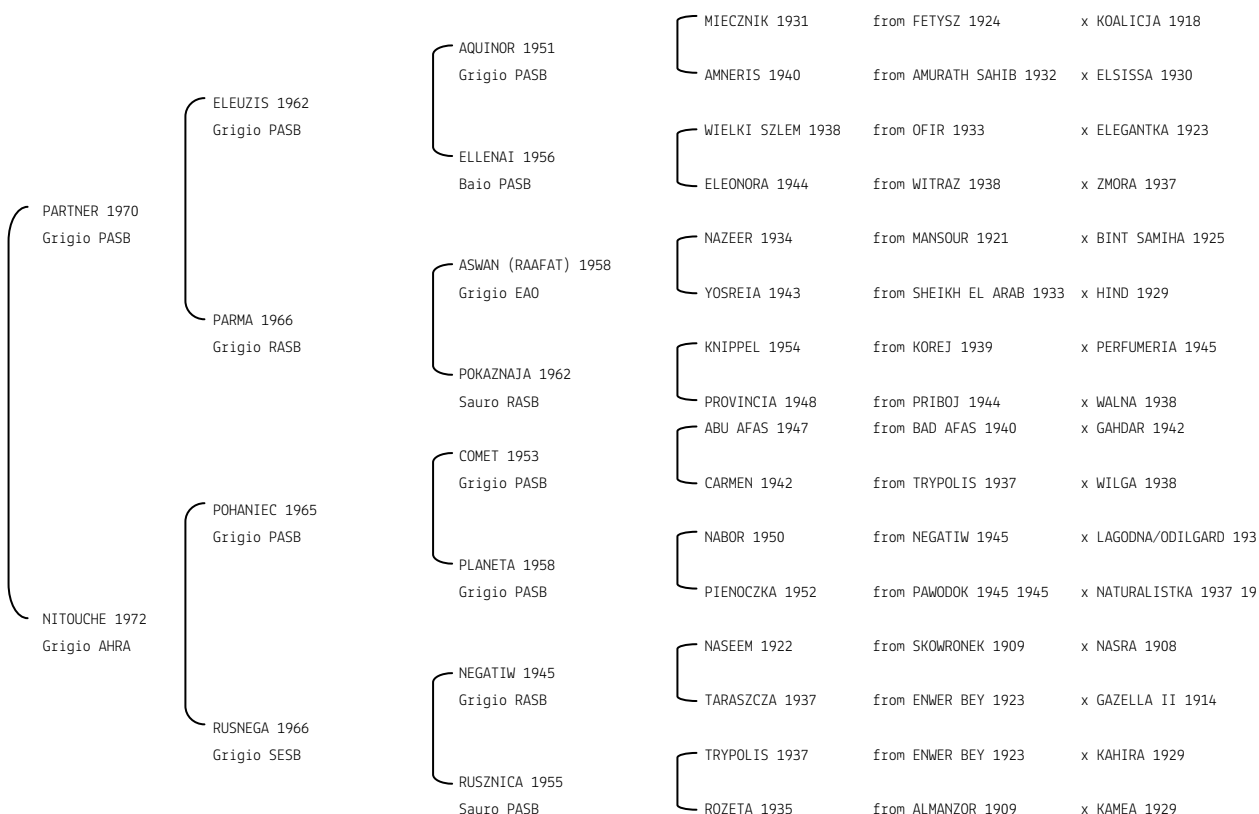 MIECZNIK 1931 from FETYSZ 1924 x KOALICJA 1918
AQUINOR 1951
Grigio PASB AMNERIS 1940 from AMURATH SAHIB 1932 x ELSISSA 1930
ELEUZIS 1962
Grigio PASB WIELKI SZLEM 1938 from OFIR 1933 x ELEGANTKA 1923
ELLENAI 1956
Baio PASB ELEONORA 1944 from WITRAZ 1938 x ZMORA 1937
PARTNER 1970
Grigio PASB NAZEER 1934 from MANSOUR 1921 x BINT SAMIHA 1925
ASWAN (RAAFAT) 1958
Grigio EAO YOSREIA 1943 from SHEIKH EL ARAB 1933 x HIND 1929
PARMA 1966
Grigio RASB KNIPPEL 1954 from KOREJ 1939 x PERFUMERIA 1945
POKAZNAJA 1962
Sauro RASB PROVINCIA 1948 from PRIBOJ 1944 x WALNA 1938
ABU AFAS 1947 from BAD AFAS 1940 x GAHDAR 1942
COMET 1953
Grigio PASB CARMEN 1942 from TRYPOLIS 1937 x WILGA 1938
POHANIEC 1965
Grigio PASB NABOR 1950 from NEGATIW 1945 x LAGODNA/ODILGARD 193
PLANETA 1958
Grigio PASB PIENOCZKA 1952 from PAWODOK 1945 1945 x NATURALISTKA 1937 19
NITOUCHE 1972
Grigio AHRA NASEEM 1922 from SKOWRONEK 1909 x NASRA 1908
NEGATIW 1945
Grigio RASB TARASZCZA 1937 from ENWER BEY 1923 x GAZELLA II 1914
RUSNEGA 1966
Grigio SESB TRYPOLIS 1937 from ENWER BEY 1923 x KAHIRA 1929
RUSZNICA 1955
Sauro PASB ROZETA 1935 from ALMANZOR 1909 x KAMEA 1929